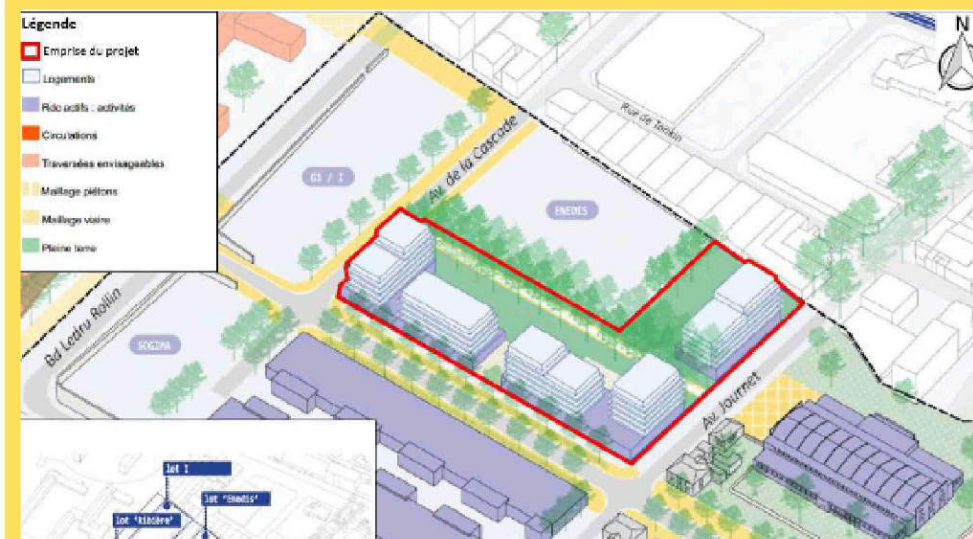 Légende
Emprise du projet
Logements
Rdc actifs : activités
Circulations
Traversées envisageables
Maillage piétons
Maillage viaire
Pleine terre
N
Rue de Tonkin
Av. de la Cascade
G1 / I
ENEDIS
Bd Ledru Rollin
SOGIMA
Av. Journet
lot I
lot "Enedis"